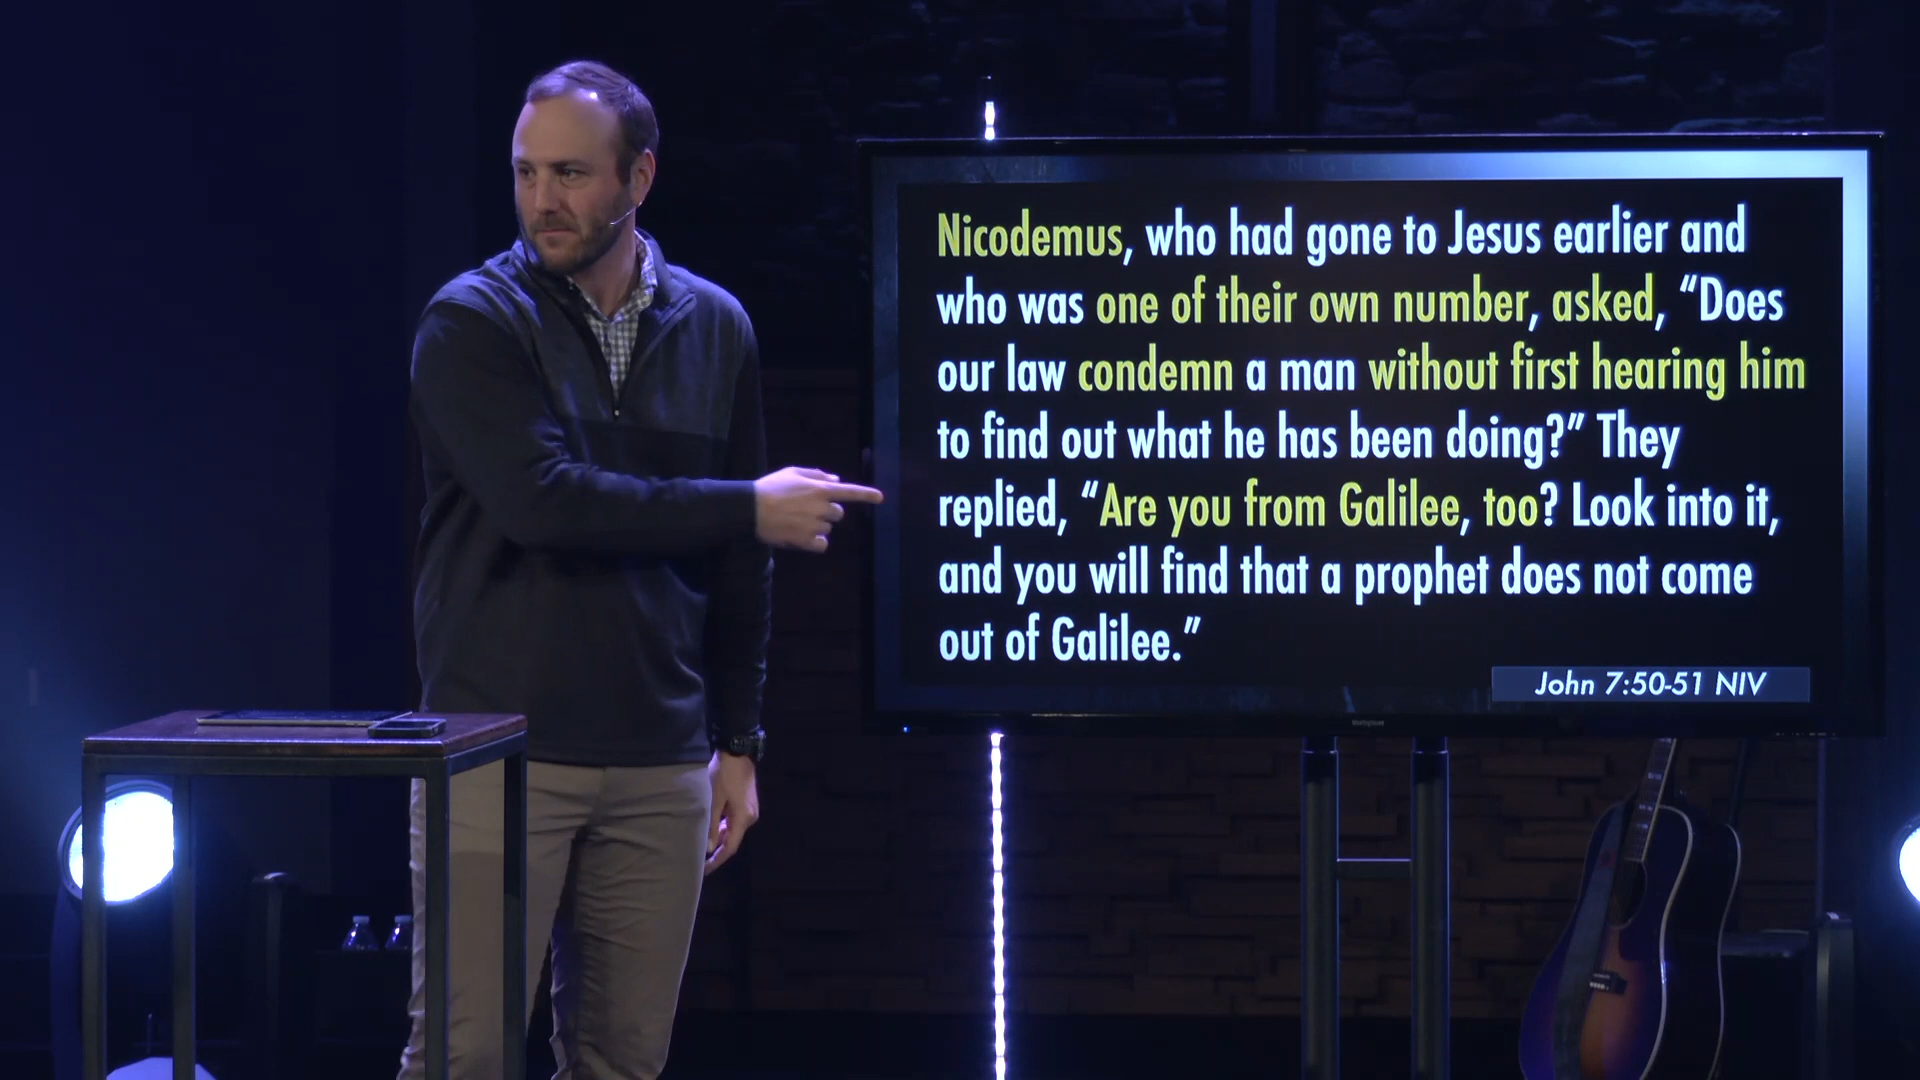 Nicodemus, who had gone to Jesus earlier and
who was one of their own number, asked, “Does
our law condemn a man without first hearing him
to find out what he has been doing?” They
replied, “Are you from Galilee, too? Look into it,
and you will find that a prophet does not come
out of Galilee.”
John 7:50-51 NIV
Westinghouse